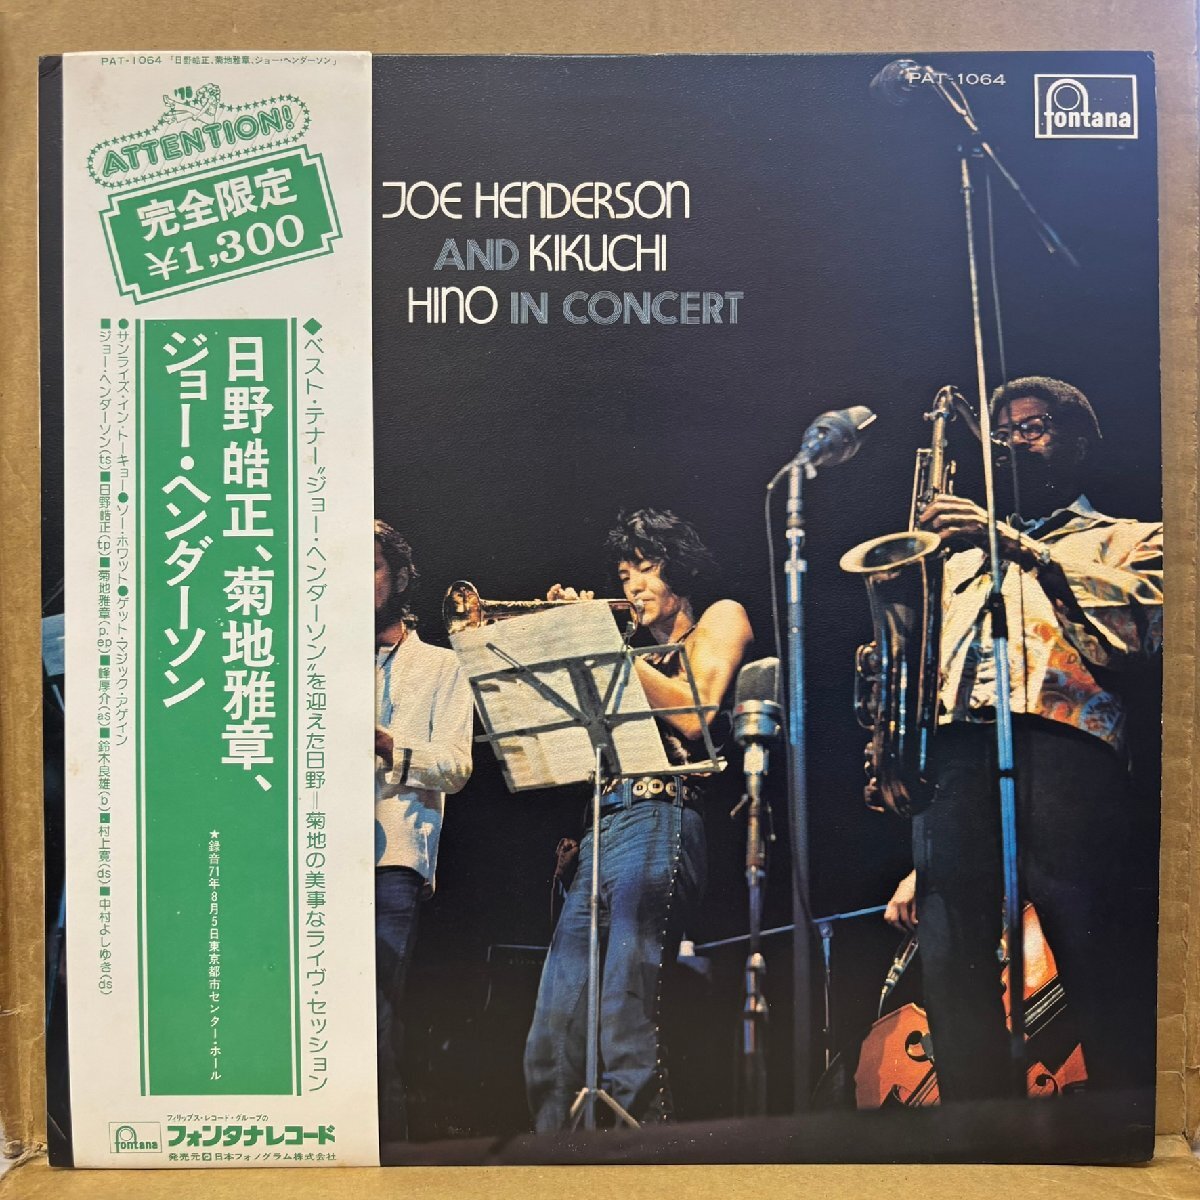 PAT-1064 「日野皓正、菊地雅章、ジョー・ヘンダーソン」
'78
ATTENTION!
完全限定
¥1,300
◆ベスト・テナー"ジョー・ヘンダーソン"を迎えた日野=菊地の美事なライヴ・セッション
日野皓正、菊地雅章、
ジョー・ヘンダーソン
★録音71年8月5日東京都市センター・ホール
●サンライズ・イン・トーキョー●ソー・ホワット●ゲット・マジック・アゲイン
■ジョー・ヘンダーソン(ts)■日野皓正(tp)■菊地雅章(p.ep)■峰厚介(as)■鈴木良雄(b)■村上寛(ds)■中村よしゆき(ds)
fontana
フィリップス・レコード・グループの
フォンタナレコード
発売元 日本フォノグラム株式会社
PAT-1064
fontana
JOE HENDERSON
AND KIKUCHI
HINO IN CONCERT